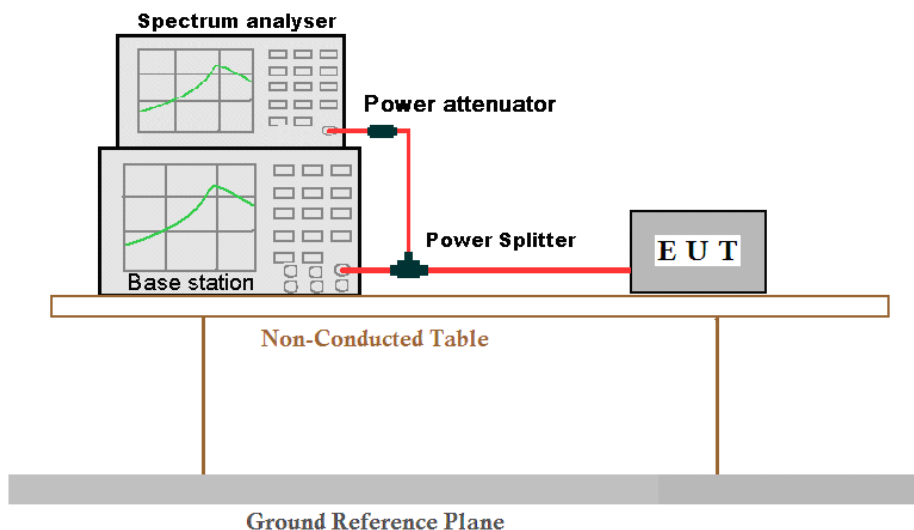 Spectrum analyser
Power attenuator
Power Splitter
E U T
Base station
Non-Conducted Table
Ground Reference Plane